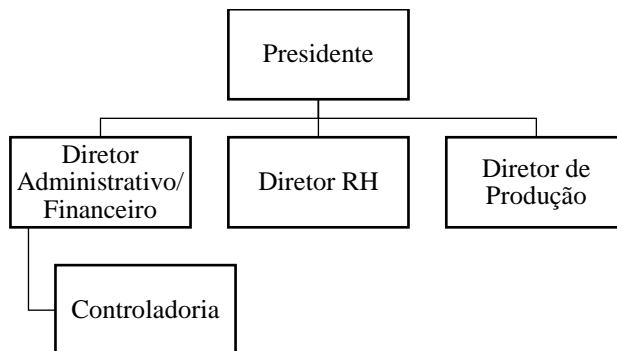 Presidente
Diretor
Administrativo/
Financeiro
Diretor RH
Diretor de
Produção
Controladoria